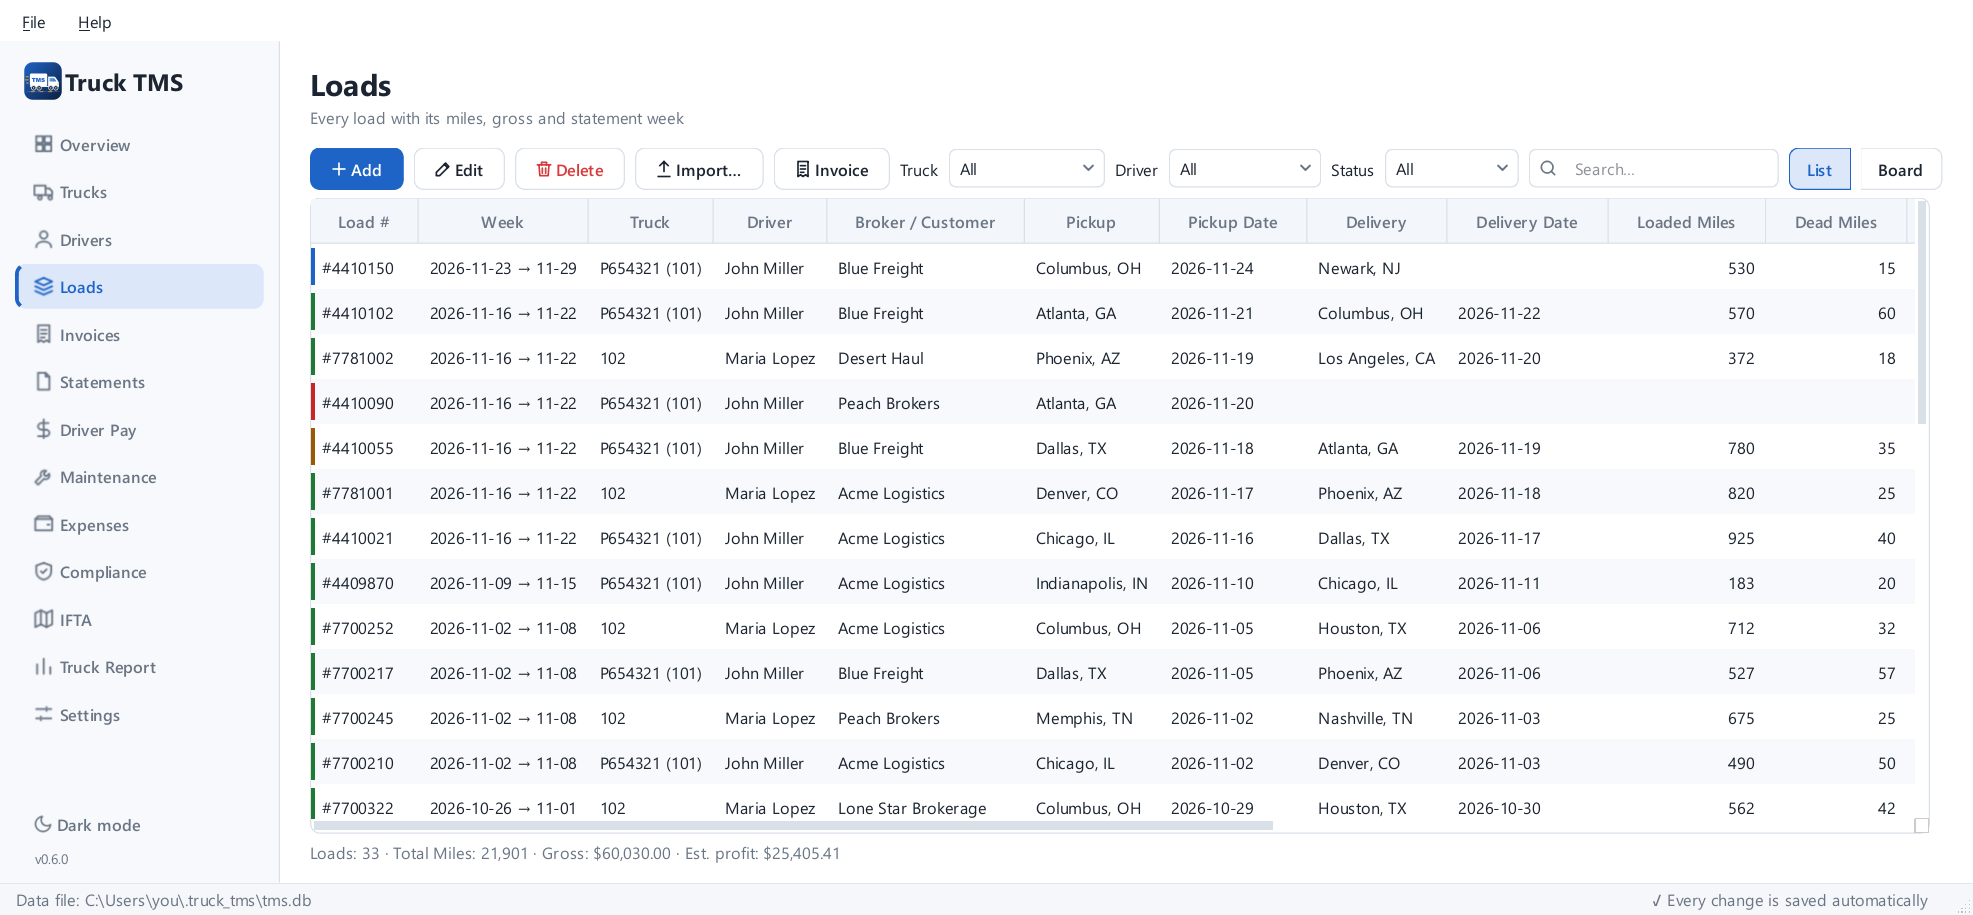 File Help
Truck TMS
Overview
Trucks
Drivers
Loads
Invoices
Statements
Driver Pay
Maintenance
Expenses
Compliance
IFTA
Truck Report
Settings
Dark mode
v0.6.0
Loads
Every load with its miles, gross and statement week
Add Edit Delete Import... Invoice Truck All Driver All Status All Search... List Board
Load # Week Truck Driver Broker / Customer Pickup Pickup Date Delivery Delivery Date Loaded Miles Dead Miles
#4410150 2026-11-23 → 11-29 P654321 (101) John Miller Blue Freight Columbus, OH 2026-11-24 Newark, NJ 530 15
#4410102 2026-11-16 → 11-22 P654321 (101) John Miller Blue Freight Atlanta, GA 2026-11-21 Columbus, OH 2026-11-22 570 60
#7781002 2026-11-16 → 11-22 102 Maria Lopez Desert Haul Phoenix, AZ 2026-11-19 Los Angeles, CA 2026-11-20 372 18
#4410090 2026-11-16 → 11-22 P654321 (101) John Miller Peach Brokers Atlanta, GA 2026-11-20
#4410055 2026-11-16 → 11-22 P654321 (101) John Miller Blue Freight Dallas, TX 2026-11-18 Atlanta, GA 2026-11-19 780 35
#7781001 2026-11-16 → 11-22 102 Maria Lopez Acme Logistics Denver, CO 2026-11-17 Phoenix, AZ 2026-11-18 820 25
#4410021 2026-11-16 → 11-22 P654321 (101) John Miller Acme Logistics Chicago, IL 2026-11-16 Dallas, TX 2026-11-17 925 40
#4409870 2026-11-09 → 11-15 P654321 (101) John Miller Acme Logistics Indianapolis, IN 2026-11-10 Chicago, IL 2026-11-11 183 20
#7700252 2026-11-02 → 11-08 102 Maria Lopez Acme Logistics Columbus, OH 2026-11-05 Houston, TX 2026-11-06 712 32
#7700217 2026-11-02 → 11-08 P654321 (101) John Miller Blue Freight Dallas, TX 2026-11-05 Phoenix, AZ 2026-11-06 527 57
#7700245 2026-11-02 → 11-08 102 Maria Lopez Peach Brokers Memphis, TN 2026-11-02 Nashville, TN 2026-11-03 675 25
#7700210 2026-11-02 → 11-08 P654321 (101) John Miller Acme Logistics Chicago, IL 2026-11-02 Denver, CO 2026-11-03 490 50
#7700322 2026-10-26 → 11-01 102 Maria Lopez Lone Star Brokerage Columbus, OH 2026-10-29 Houston, TX 2026-10-30 562 42
Loads: 33 · Total Miles: 21,901 · Gross: $60,030.00 · Est. profit: $25,405.41
Data file: C:\Users\you\.truck_tms\tms.db ✓ Every change is saved automatically